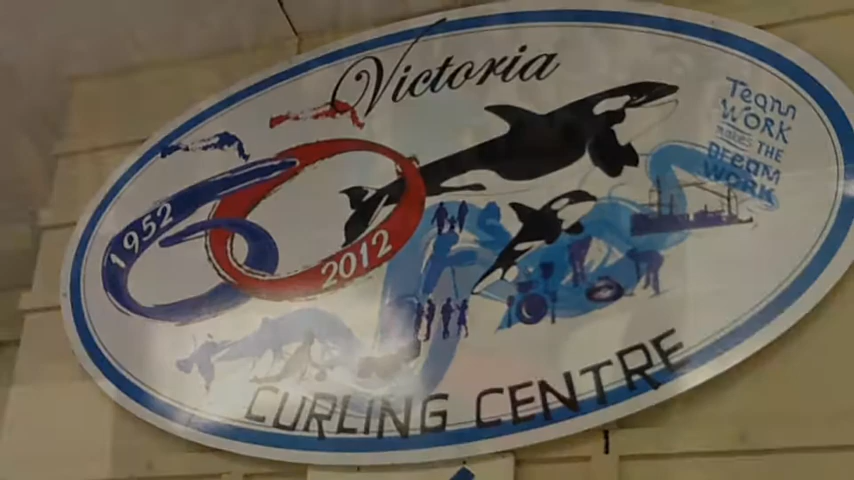 Victoria
TEAM
WORK
MAKES THE
DREAM
WORK
1952
2012
CURLING CENTRE